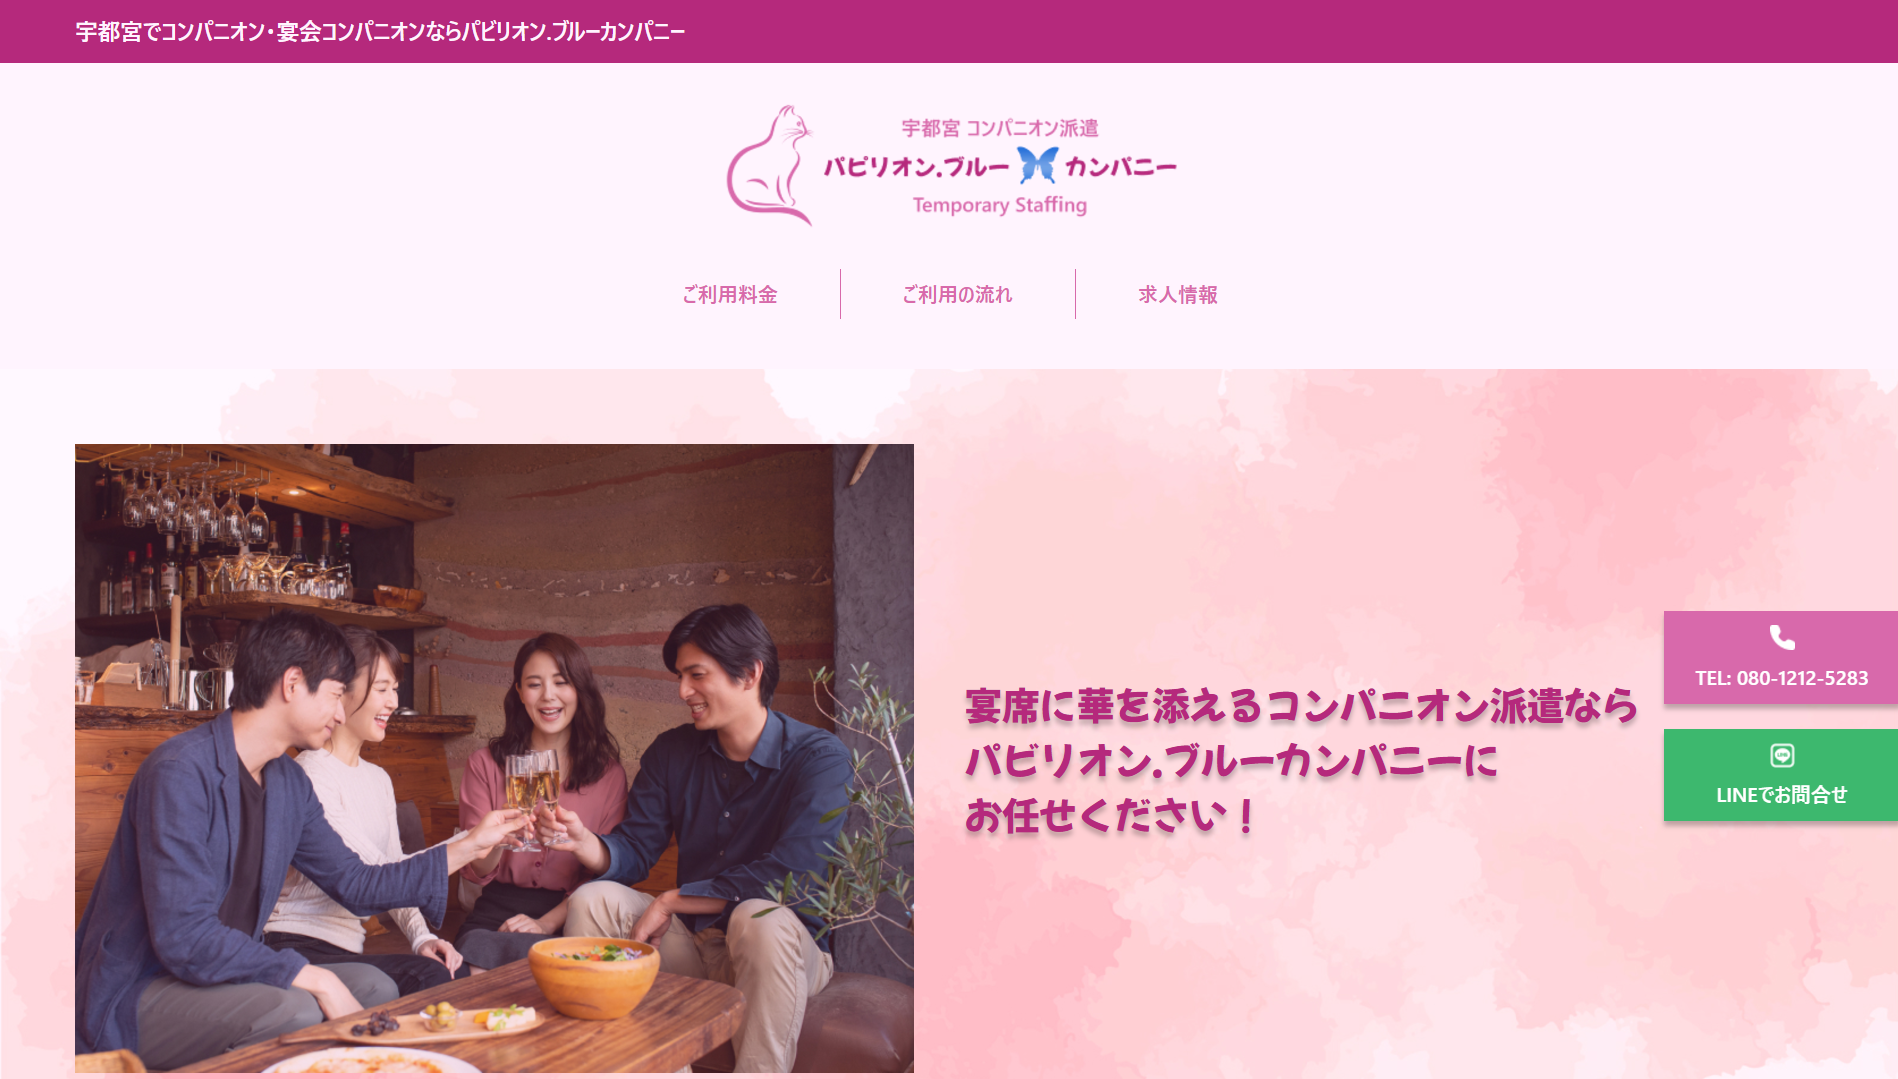 宇都宮でコンパニオン・宴会コンパニオンならパピリオン.ブルーカンパニー
宇都宮 コンパニオン派遣
パピリオン.ブルーカンパニー
Temporary Staffing
ご利用料金
ご利用の流れ
求人情報
宴席に華を添えるコンパニオン派遣なら
パピリオン.ブルーカンパニーに
お任せください！
TEL: 080-1212-5283
LINEでお問合せ